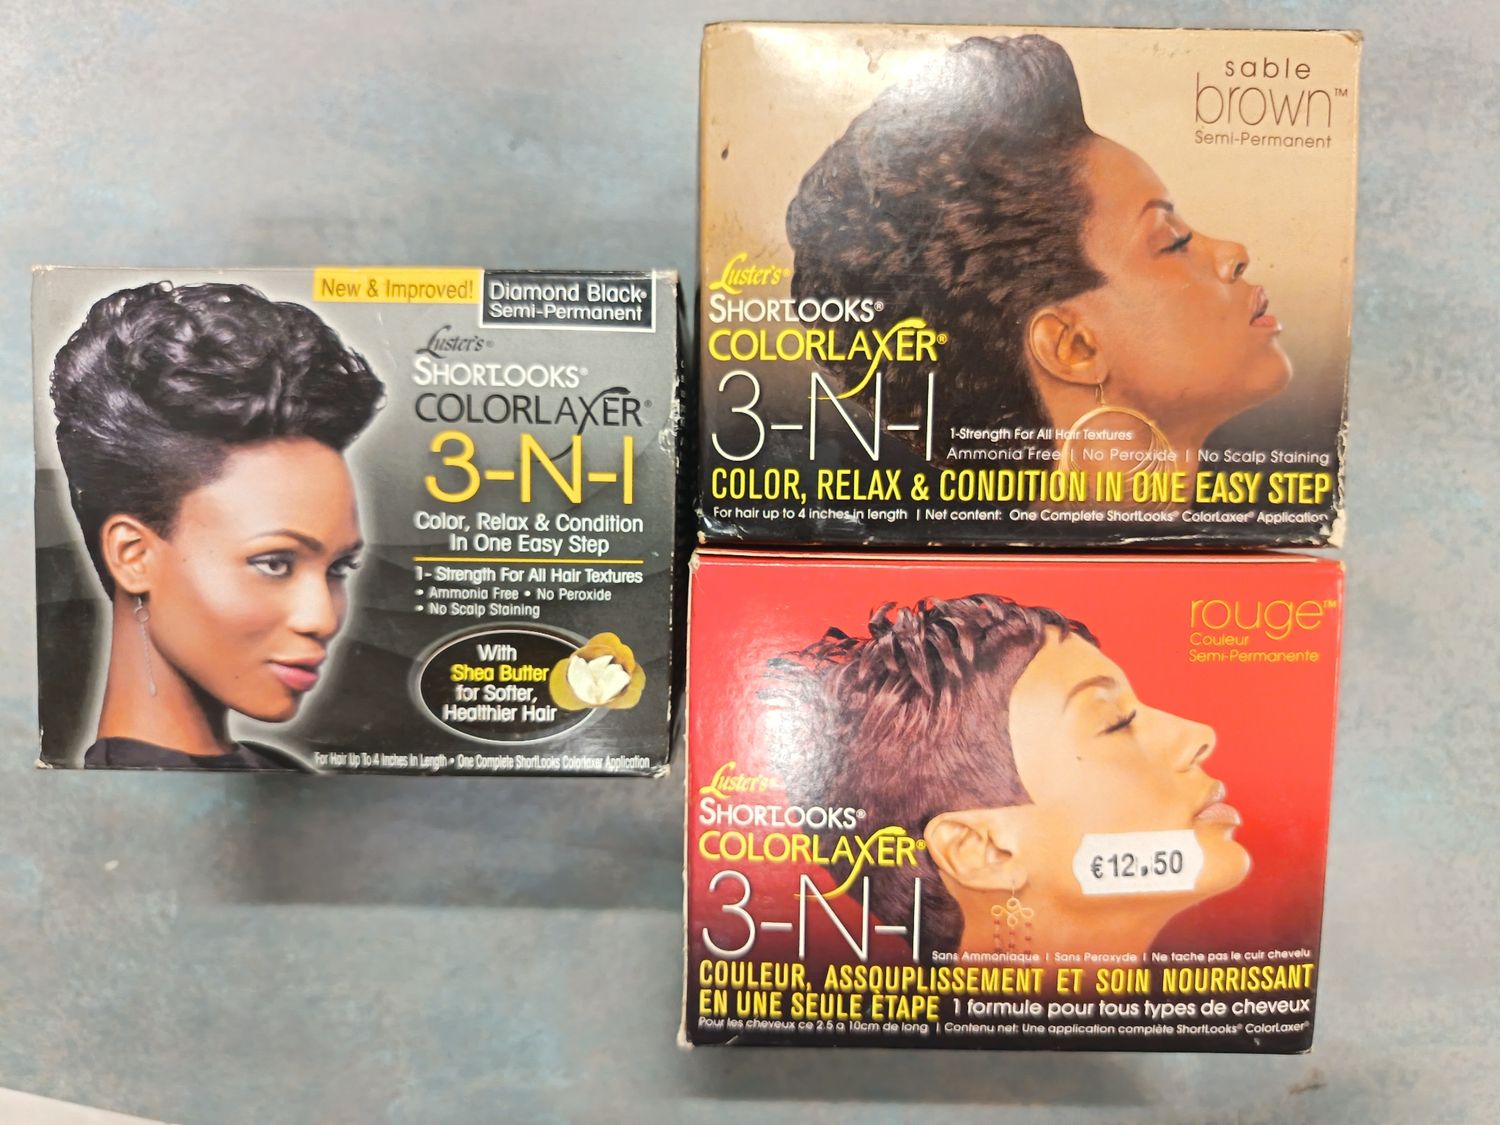 New & Improved!
Diamond Black®
Semi-Permanent
Luster's®
SHORTLOOKS®
COLORLAXER®
3-N-1
Color, Relax & Condition
In One Easy Step
1- Strength For All Hair Textures
• Ammonia Free • No Peroxide
• No Scalp Staining
With
Shea Butter
for Softer,
Healthier Hair
For Hair Up To 4 Inches In Length • One Complete ShortLooks Colorlaxer Application
sable
brown™
Semi-Permanent
Luster's®
SHORTLOOKS®
COLORLAXER®
3-N-1
1-Strength For All Hair Textures
Ammonia Free | No Peroxide | No Scalp Staining
COLOR, RELAX & CONDITION IN ONE EASY STEP
For hair up to 4 inches in length | Net content: One Complete ShortLooks® ColorLaxer® Application
rouge™
Couleur
Semi-Permanente
Luster's®
SHORTLOOKS®
COLORLAXER®
€12.50
3-N-1
Sans Ammoniaque | Sans Peroxyde | Ne tache pas le cuir chevelu
COULEUR, ASSOUPLISSEMENT ET SOIN NOURRISSANT
EN UNE SEULE ÉTAPE 1 formule pour tous types de cheveux
Pour les cheveux ce 2.5 a 10cm de long | Contenu net: Une application complète ShortLooks® ColorLaxer®